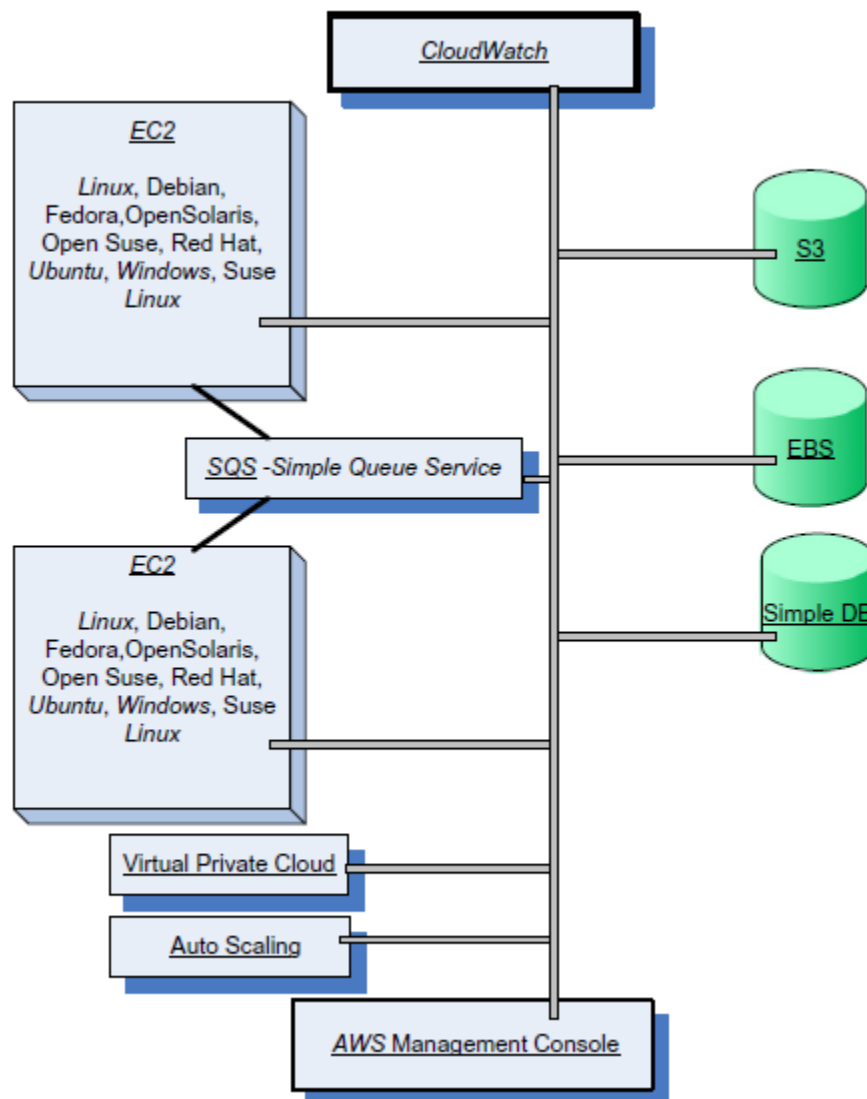 CloudWatch
EC2
Linux, Debian,
Fedora,OpenSolaris,
Open Suse, Red Hat,
Ubuntu, Windows, Suse
Linux
S3
SQS -Simple Queue Service
EBS
EC2
Linux, Debian,
Fedora,OpenSolaris,
Open Suse, Red Hat,
Ubuntu, Windows, Suse
Linux
Simple DB
Virtual Private Cloud
Auto Scaling
AWS Management Console